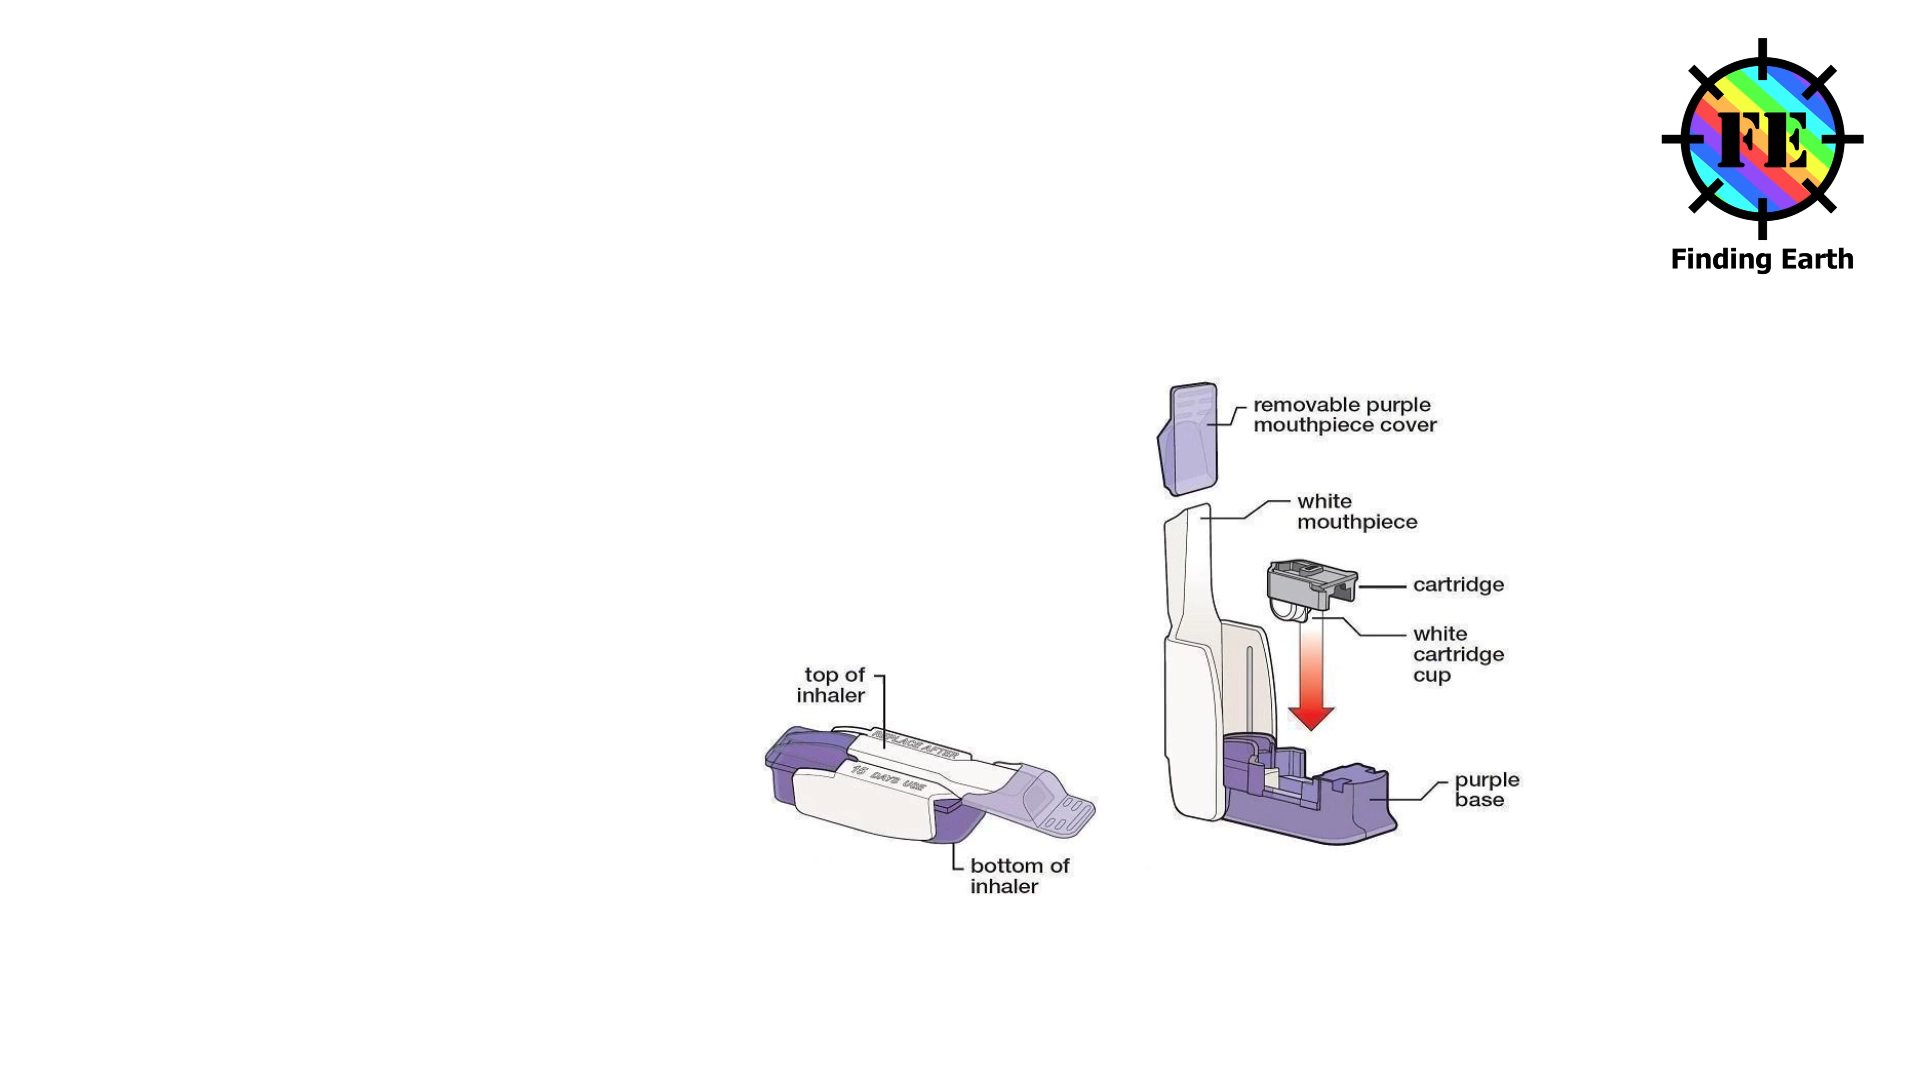 FE
Finding Earth
removable purple
mouthpiece cover
white
mouthpiece
cartridge
white
cartridge
cup
top of
inhaler
REPLACE AFTER
15 DAYS USE
purple
base
bottom of
inhaler